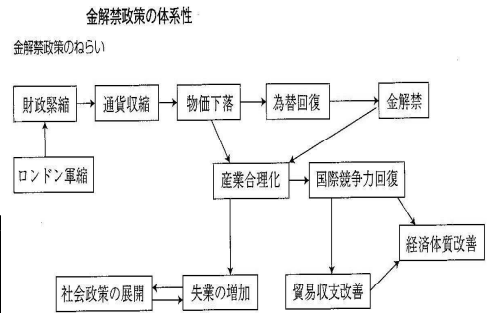 金解禁政策の体系性
金解禁政策のねらい
財政緊縮
通貨収縮
物価下落
為替回復
金解禁
ロンドン軍縮
産業合理化
国際競争力回復
経済体質改善
社会政策の展開
失業の増加
貿易収支改善